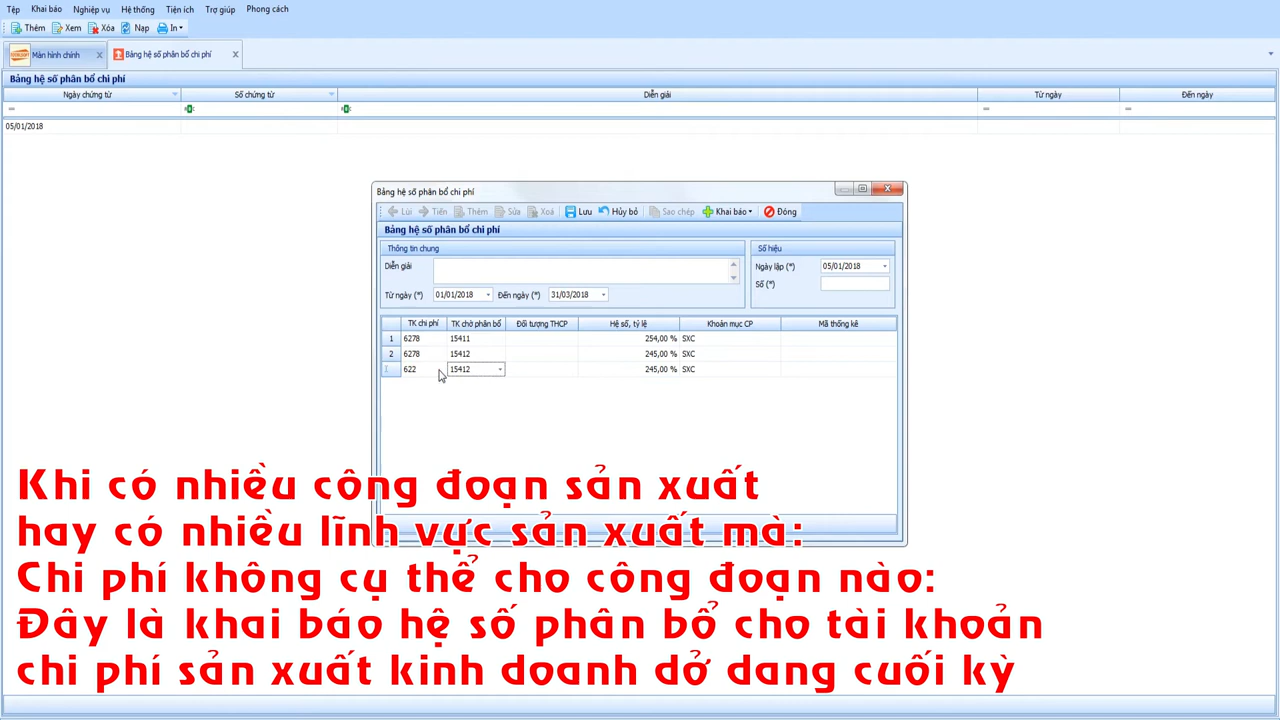 Tệp Khai báo Nghiệp vụ Hệ thống Tiện ích Trợ giúp Phong cách
Thêm Xem Xóa Nạp In
Màn hình chính Bảng hệ số phân bổ chi phí
Bảng hệ số phân bổ chi phí
Ngày chứng từ Số chứng từ Diễn giải Từ ngày Đến ngày
05/01/2018
Bảng hệ số phân bổ chi phí
Lùi Tiến Thêm Sửa Xoá Lưu Hủy bỏ Sao chép Khai báo Đóng
Bảng hệ số phân bổ chi phí
Thông tin chung Số hiệu
Diễn giải Ngày lập (*) 05/01/2018
Số (*)
Từ ngày (*) 01/01/2018 Đến ngày (*) 31/03/2018
TK chi phí TK chờ phân bổ Đối tượng THCP Hệ số, tỷ lệ Khoản mục CP Mã thống kê
1 6278 15411 254,00 % SXC
2 6278 15412 245,00 % SXC
622 15412 245,00 % SXC
Khi có nhiều công đoạn sản xuất
hay có nhiều lĩnh vực sản xuất mà:
Chi phí không cụ thể cho công đoạn nào:
Đây là khai báo hệ số phân bổ cho tài khoản
chi phí sản xuất kinh doanh dở dang cuối kỳ